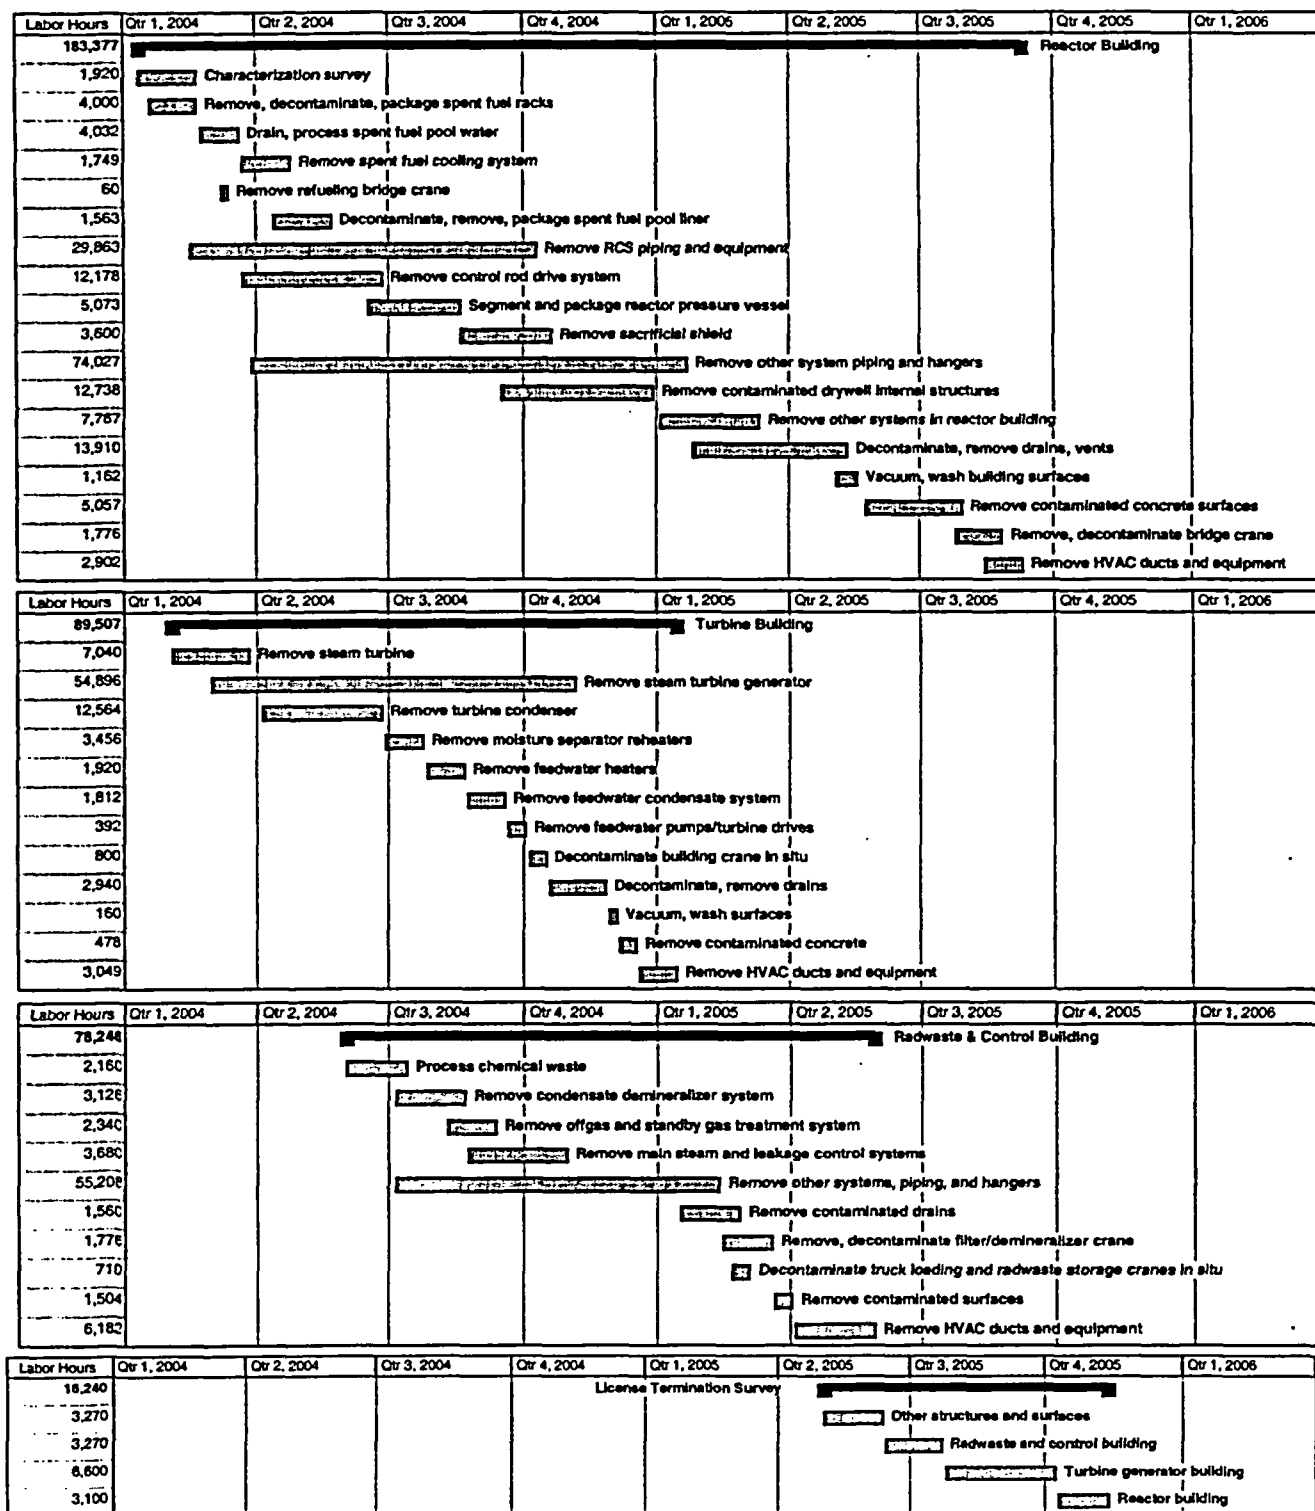 Labor Hours Qtr 1, 2004 Qtr 2, 2004 Qtr 3, 2004 Qtr 4, 2004 Qtr 1, 2005 Qtr 2, 2005 Qtr 3, 2005 Qtr 4, 2005 Qtr 1, 2006
183,377 Reactor Building
1,920 Characterization survey
4,000 Remove, decontaminate, package spent fuel racks
4,032 Drain, process spent fuel pool water
1,749 Remove spent fuel cooling system
60 Remove refueling bridge crane
1,563 Decontaminate, remove, package spent fuel pool liner
29,863 Remove RCS piping and equipment
12,178 Remove control rod drive system
5,073 Segment and package reactor pressure vessel
3,600 Remove sacrificial shield
74,027 Remove other system piping and hangers
12,738 Remove contaminated drywell internal structures
7,767 Remove other systems in reactor building
13,910 Decontaminate, remove drains, vents
1,162 Vacuum, wash building surfaces
5,057 Remove contaminated concrete surfaces
1,776 Remove, decontaminate bridge crane
2,902 Remove HVAC ducts and equipment
Labor Hours Qtr 1, 2004 Qtr 2, 2004 Qtr 3, 2004 Qtr 4, 2004 Qtr 1, 2005 Qtr 2, 2005 Qtr 3, 2005 Qtr 4, 2005 Qtr 1, 2006
89,507 Turbine Building
7,040 Remove steam turbine
54,896 Remove steam turbine generator
12,564 Remove turbine condenser
3,456 Remove moisture separator reheaters
1,920 Remove feedwater heaters
1,812 Remove feedwater condensate system
392 Remove feedwater pumps/turbine drives
800 Decontaminate building crane in situ
2,940 Decontaminate, remove drains
160 Vacuum, wash surfaces
478 Remove contaminated concrete
3,049 Remove HVAC ducts and equipment
Labor Hours Qtr 1, 2004 Qtr 2, 2004 Qtr 3, 2004 Qtr 4, 2004 Qtr 1, 2005 Qtr 2, 2005 Qtr 3, 2005 Qtr 4, 2005 Qtr 1, 2006
Radwaste & Control Building
2,160 Process chemical waste
Remove condensate demineralizer system
2,340 Remove offgas and standby gas treatment system
3,680 Remove main steam and leakage control systems
55,208 Remove other systems, piping, and hangers
1,560 Remove contaminated drains
Remove, decontaminate filter/demineralizer crane
710 Decontaminate truck loading and radwaste storage cranes in situ
1,504 Remove contaminated surfaces
6,182 Remove HVAC ducts and equipment
Labor Hours Qtr 1, 2004 Qtr 2, 2004 Qtr 3, 2004 Qtr 4, 2004 Qtr 1, 2005 Qtr 2, 2005 Qtr 3, 2005 Qtr 4, 2005 Qtr 1, 2006
16,240 License Termination Survey
3,270 Other structures and surfaces
3,270 Radwaste and control building
6,600 Turbine generator building
3,100 Reactor building